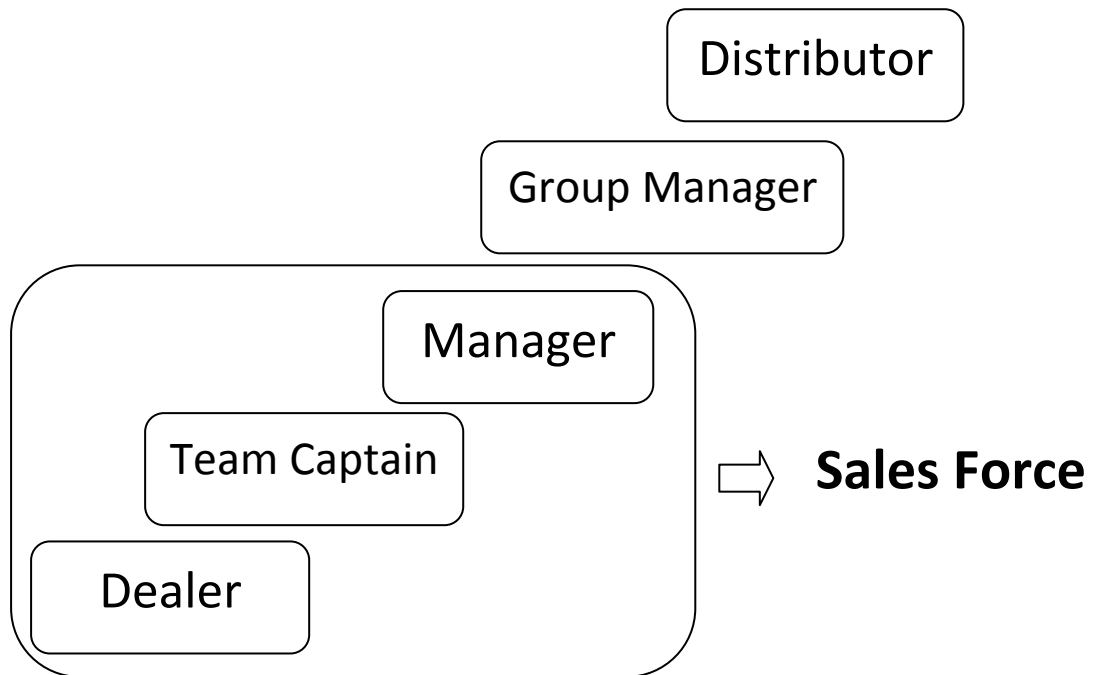 Distributor
Group Manager
Manager
Team Captain
Sales Force
Dealer